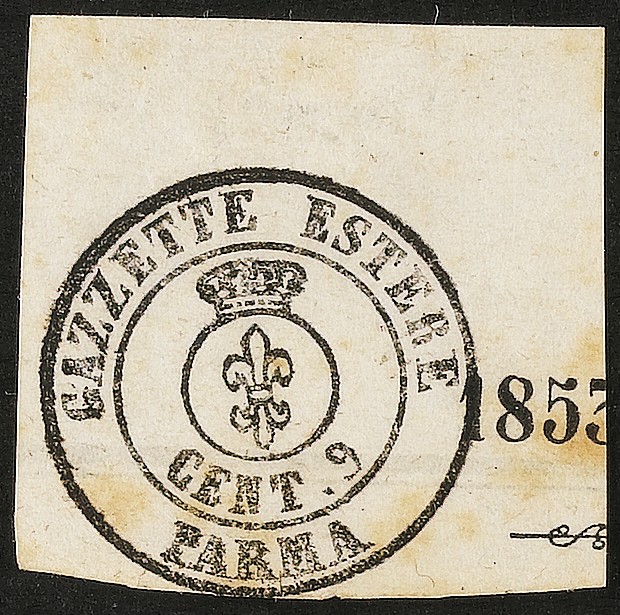 GAZZETTE ESTERE
1853
CENT. 9
PARMA